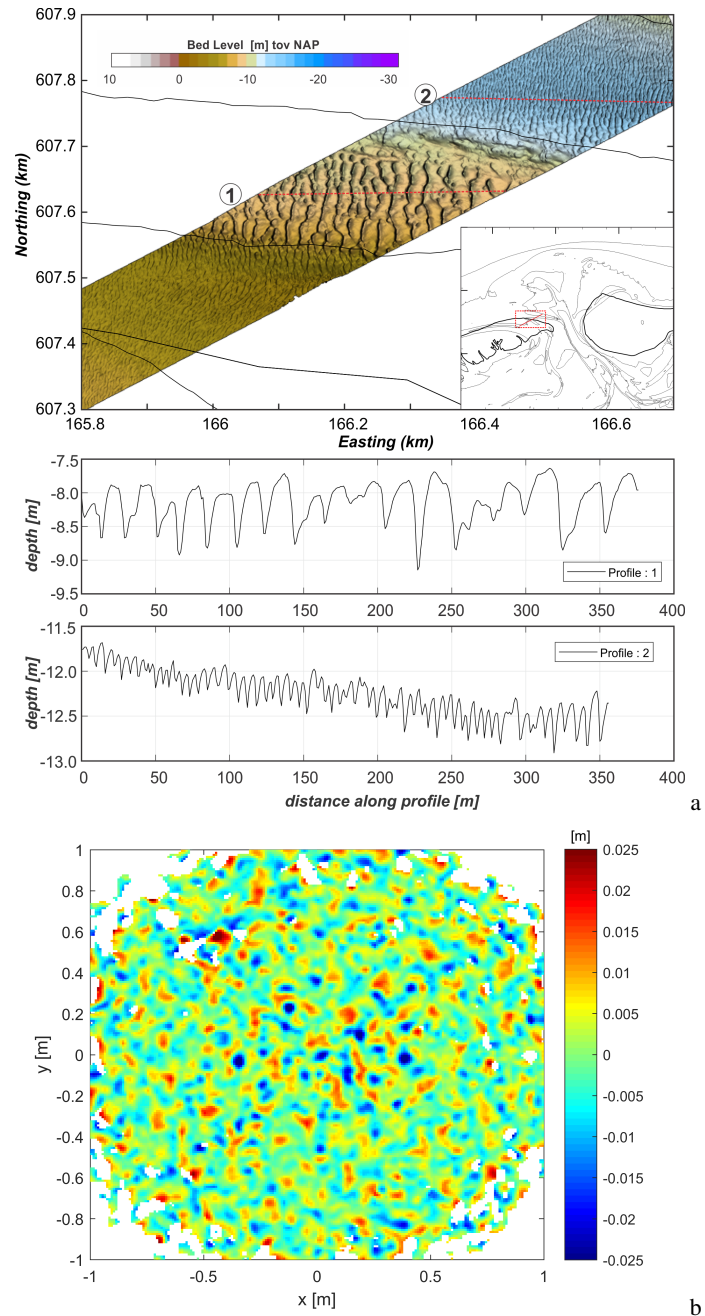 607.9
Bed Level [m] tov NAP
10 0 -10 -20 -30
607.8
607.7
607.6
607.5
607.4
607.3
Northing (km)
2
1
165.8 166 166.2 166.4 166.6
Easting (km)
-7.5
-8.0
-8.5
-9.0
-9.5
depth [m]
Profile : 1
0 50 100 150 200 250 300 350 400
-11.5
-12.0
-12.5
-13.0
depth [m]
Profile : 2
0 50 100 150 200 250 300 350 400
distance along profile [m]
a
[m]
1
0.8
0.6
0.4
0.2
0
-0.2
-0.4
-0.6
-0.8
-1
y [m]
-1 -0.5 0 0.5 1
x [m]
0.025
0.02
0.015
0.01
0.005
0
-0.005
-0.01
-0.015
-0.02
-0.025
b